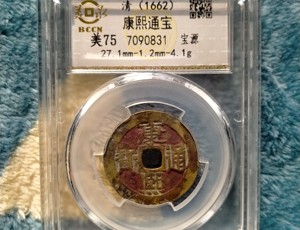 HCCN
清 (1662)
康熙通宝
美75 7090831 宝源
27.1mm-1.2mm-4.1g
康熙通寶